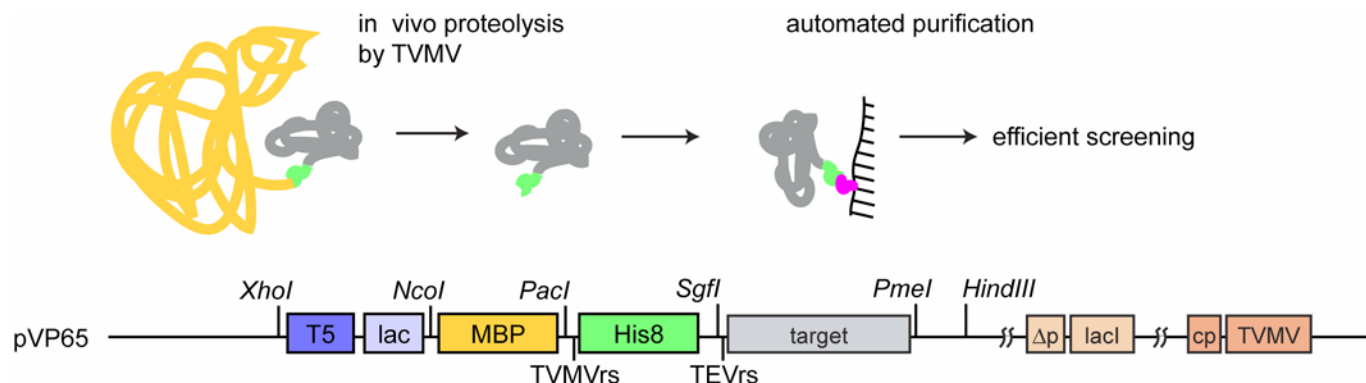 in vivo proteolysis
by TVMV
automated purification
efficient screening
XhoI
NcoI
PacI
SgfI
PmeI
HindIII
pVP65
T5
lac
MBP
His8
target
Δp
lacI
cp
TVMV
TVMVrs
TEVrs